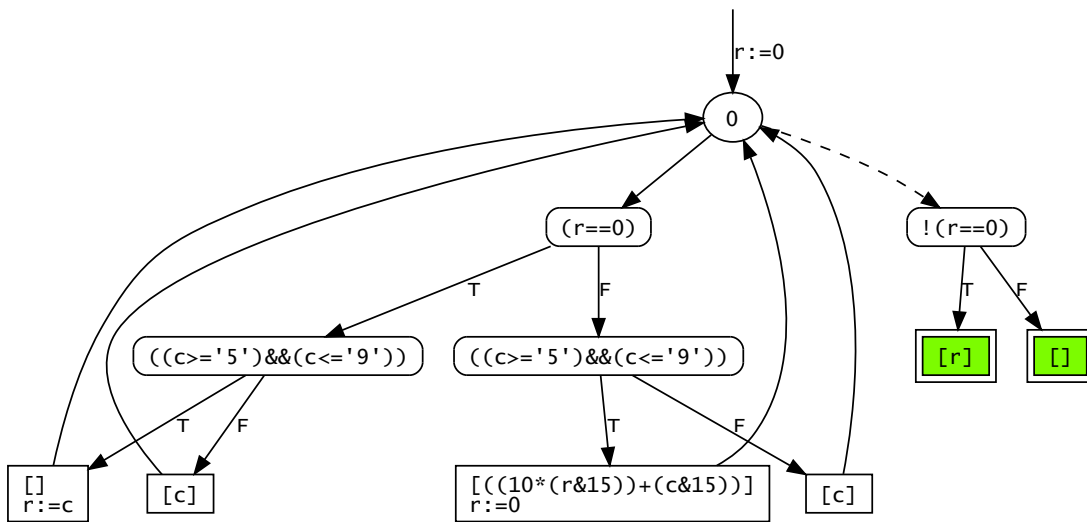 r:=0
0
(r==0)
!(r==0)
T
F
T
F
((c>='5')&&(c<='9'))
((c>='5')&&(c<='9'))
[r]
[]
T
F
T
F
[]
r:=c
[c]
[((10*(r&15))+(c&15))]
r:=0
[c]